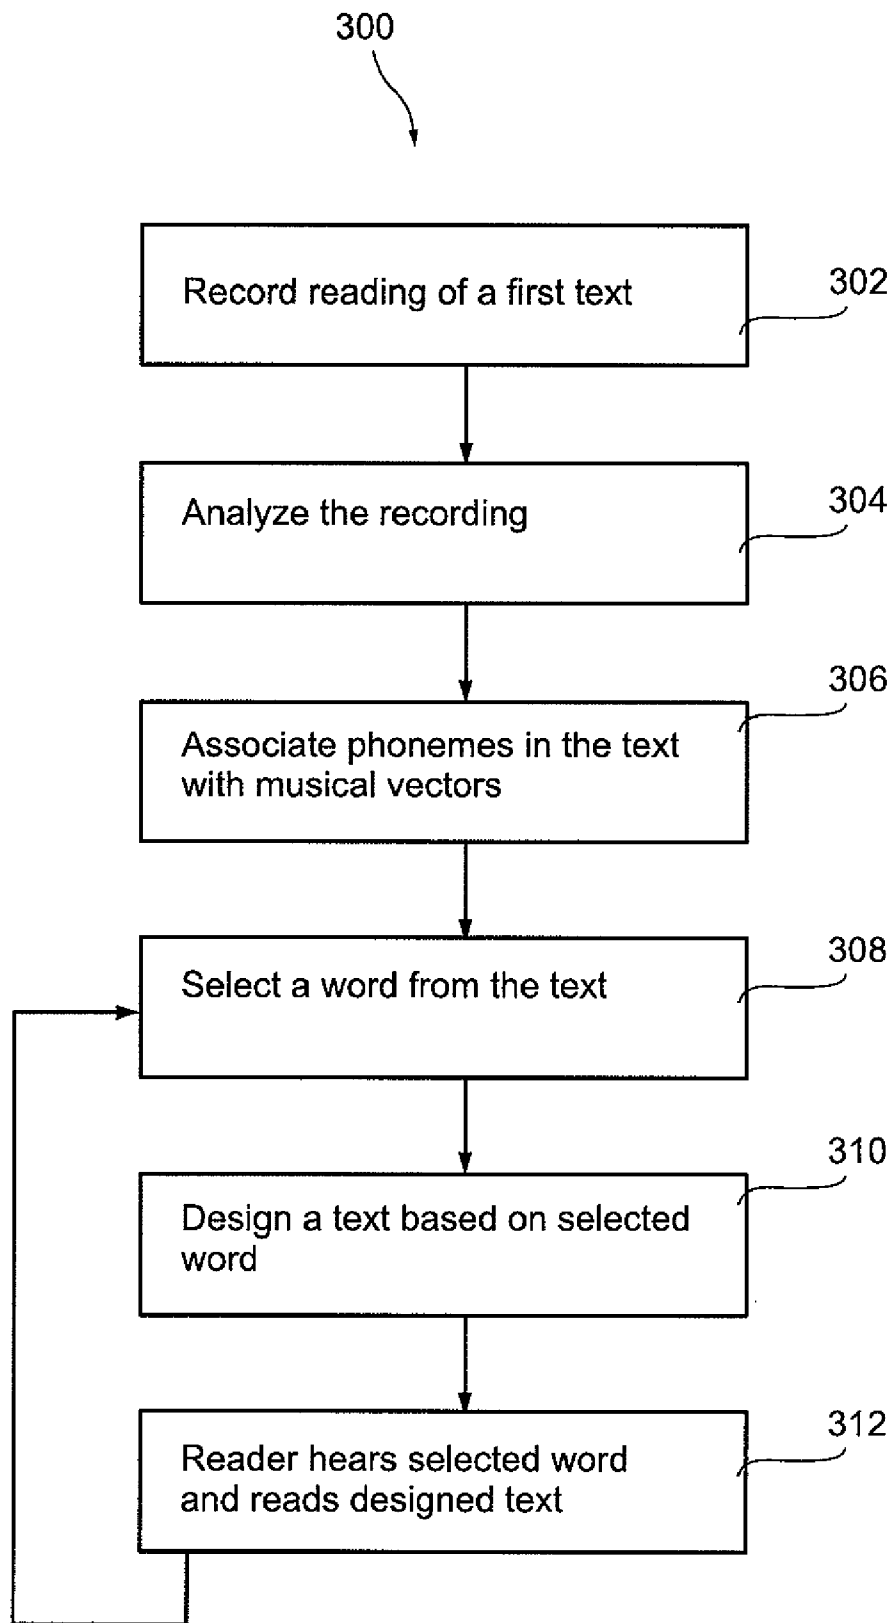 300
Record reading of a first text
302
Analyze the recording
304
306
Associate phonemes in the text
with musical vectors
308
Select a word from the text
310
Design a text based on selected
word
312
Reader hears selected word
and reads designed text